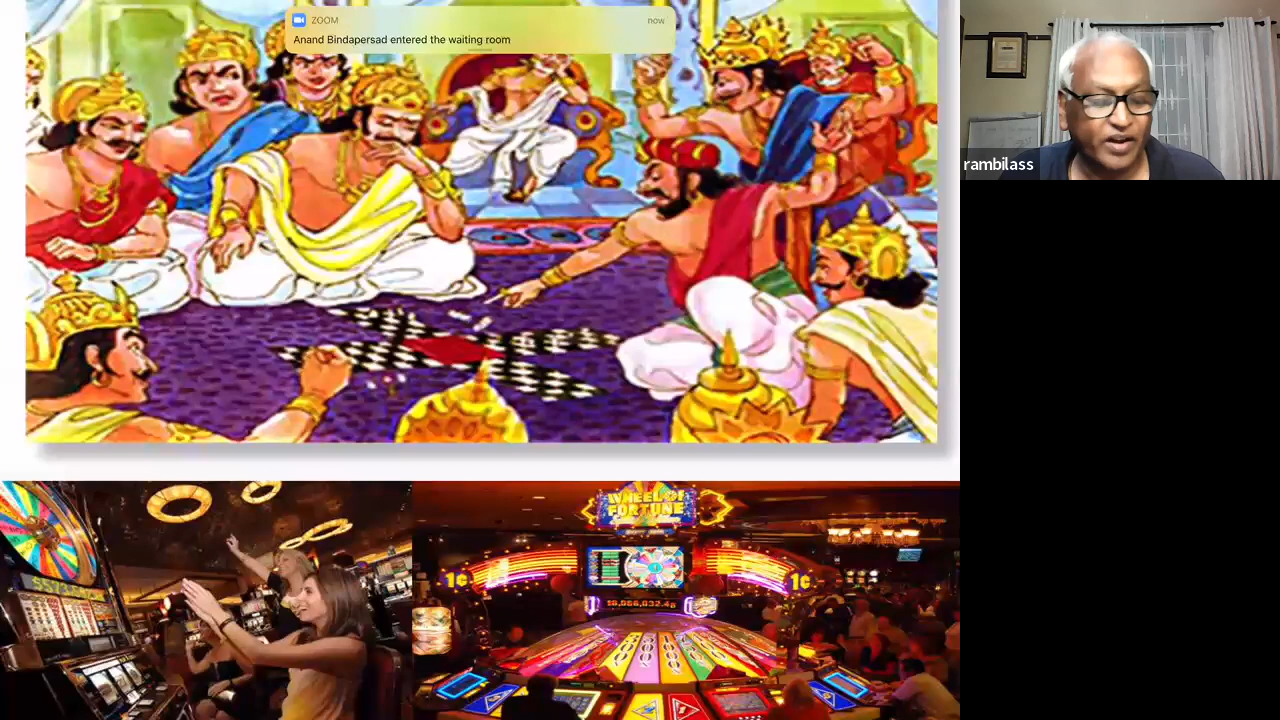 ZOOM
now
Anand Bindapersad entered the waiting room
rambilass
WHEEL OF
FORTUNE
1¢
1¢